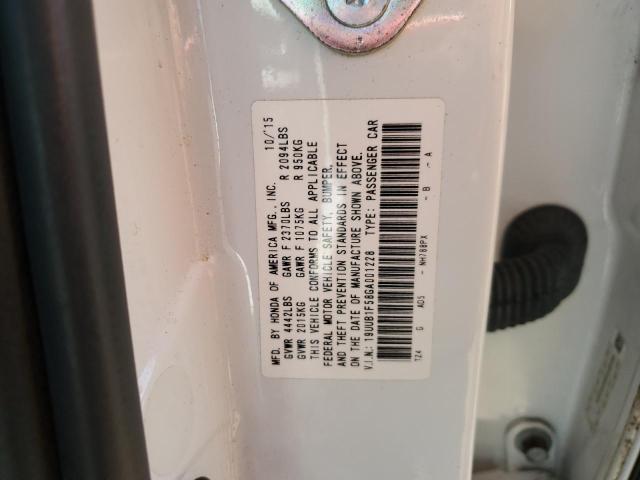 MFD. BY HONDA OF AMERICA MFG., INC. 10/'15
GVWR 4442LBS GAWR F 2370LBS R 2094LBS
GVWR 2015KG GAWR F 1075KG R 950KG
THIS VEHICLE CONFORMS TO ALL APPLICABLE
FEDERAL MOTOR VEHICLE SAFETY, BUMPER,
AND THEFT PREVENTION STANDARDS IN EFFECT
ON THE DATE OF MANUFACTURE SHOWN ABOVE.
V.I.N.: 19UUB1F58GA001228 TYPE: PASSENGER CAR
TZ4 G AD5 - NH788PX - B - A